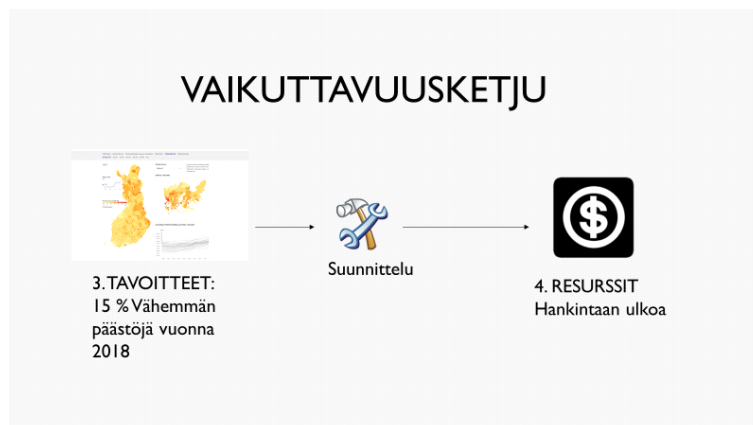 VAIKUTTAVUUSKETJU
3. TAVOITTEET:
15 % Vähemmän
päästöjä vuonna
2018
Suunnittelu
4. RESURSSIT
Hankintaan ulkoa